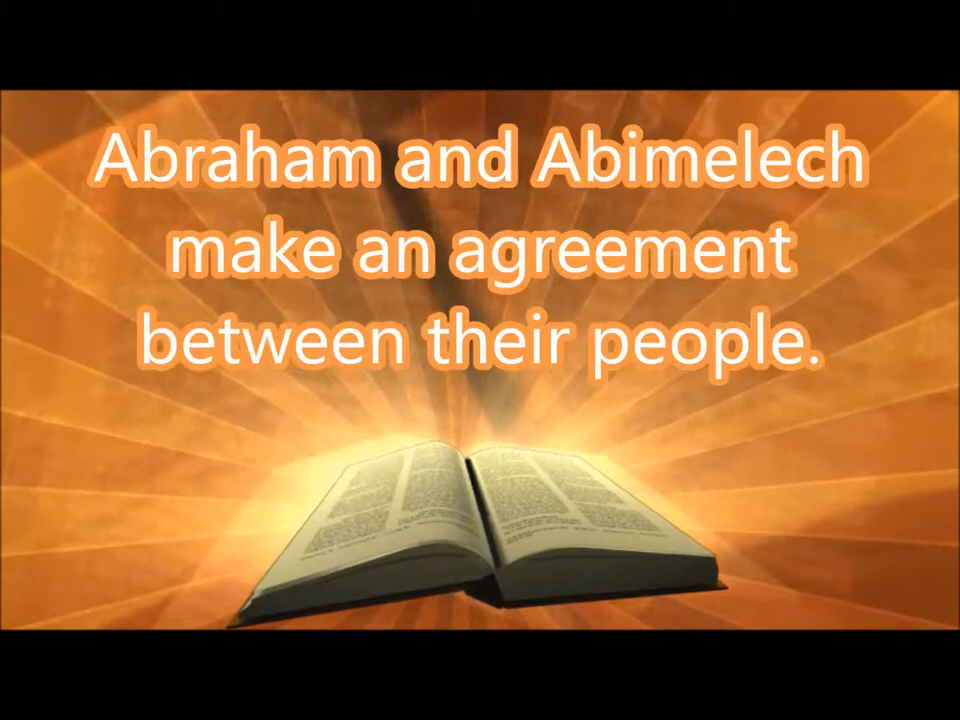 Abraham and Abimelech
make an agreement
between their people.